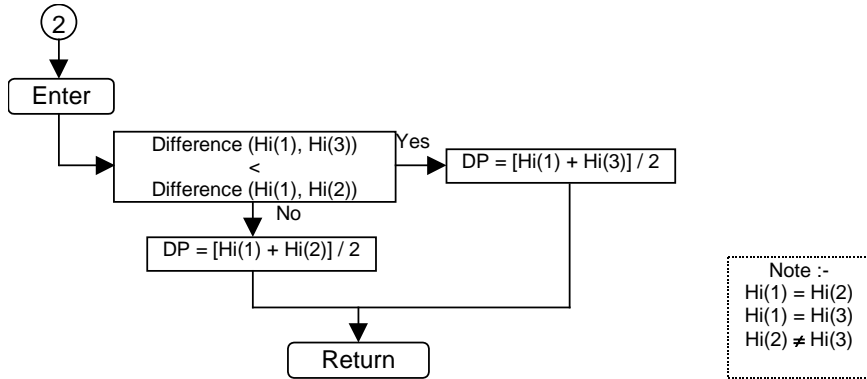 2
Enter
Difference (Hi(1), Hi(3))
<
Difference (Hi(1), Hi(2))
Yes
DP = [Hi(1) + Hi(3)] / 2
No
DP = [Hi(1) + Hi(2)] / 2
Return
Note :-
Hi(1) = Hi(2)
Hi(1) = Hi(3)
Hi(2) ≠ Hi(3)